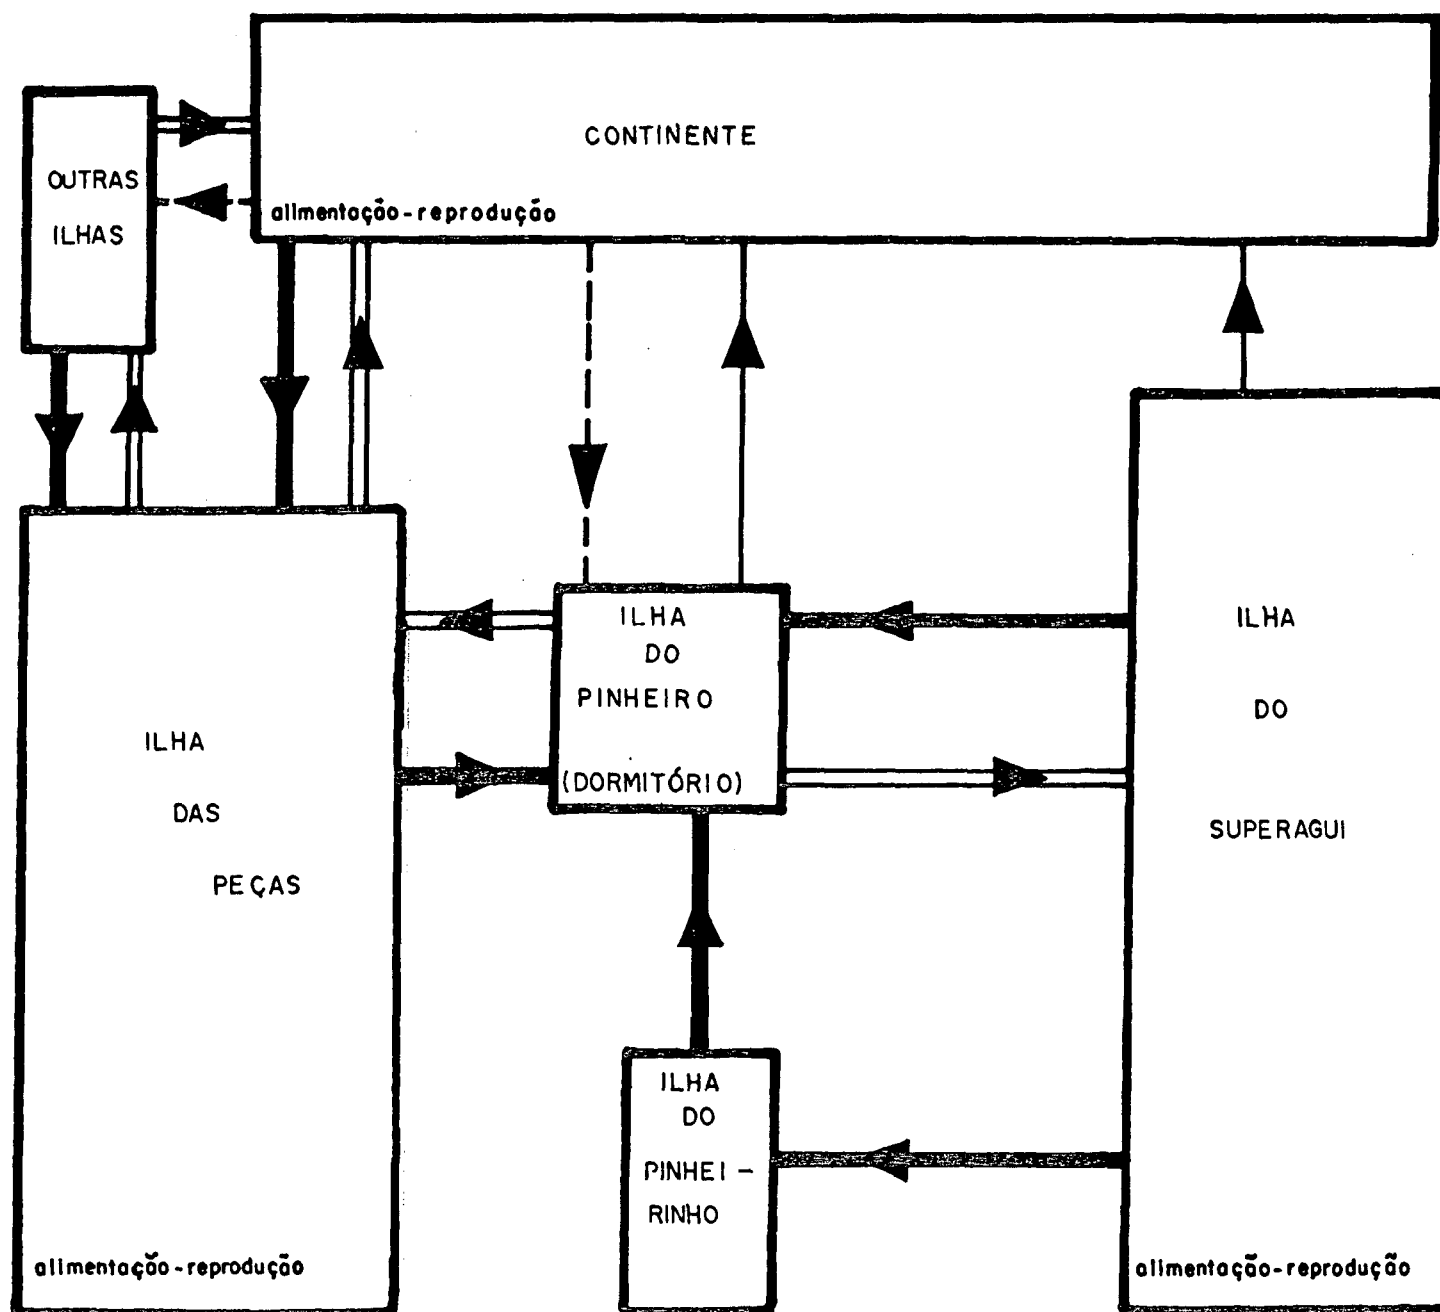 CONTINENTE
alimentação-reprodução
OUTRAS
ILHAS
ILHA
DAS
PEÇAS
alimentação-reprodução
ILHA
DO
PINHEIRO
(DORMITÓRIO)
ILHA
DO
PINHEI-
RINHO
ILHA
DO
SUPERAGUI
alimentação-reprodução